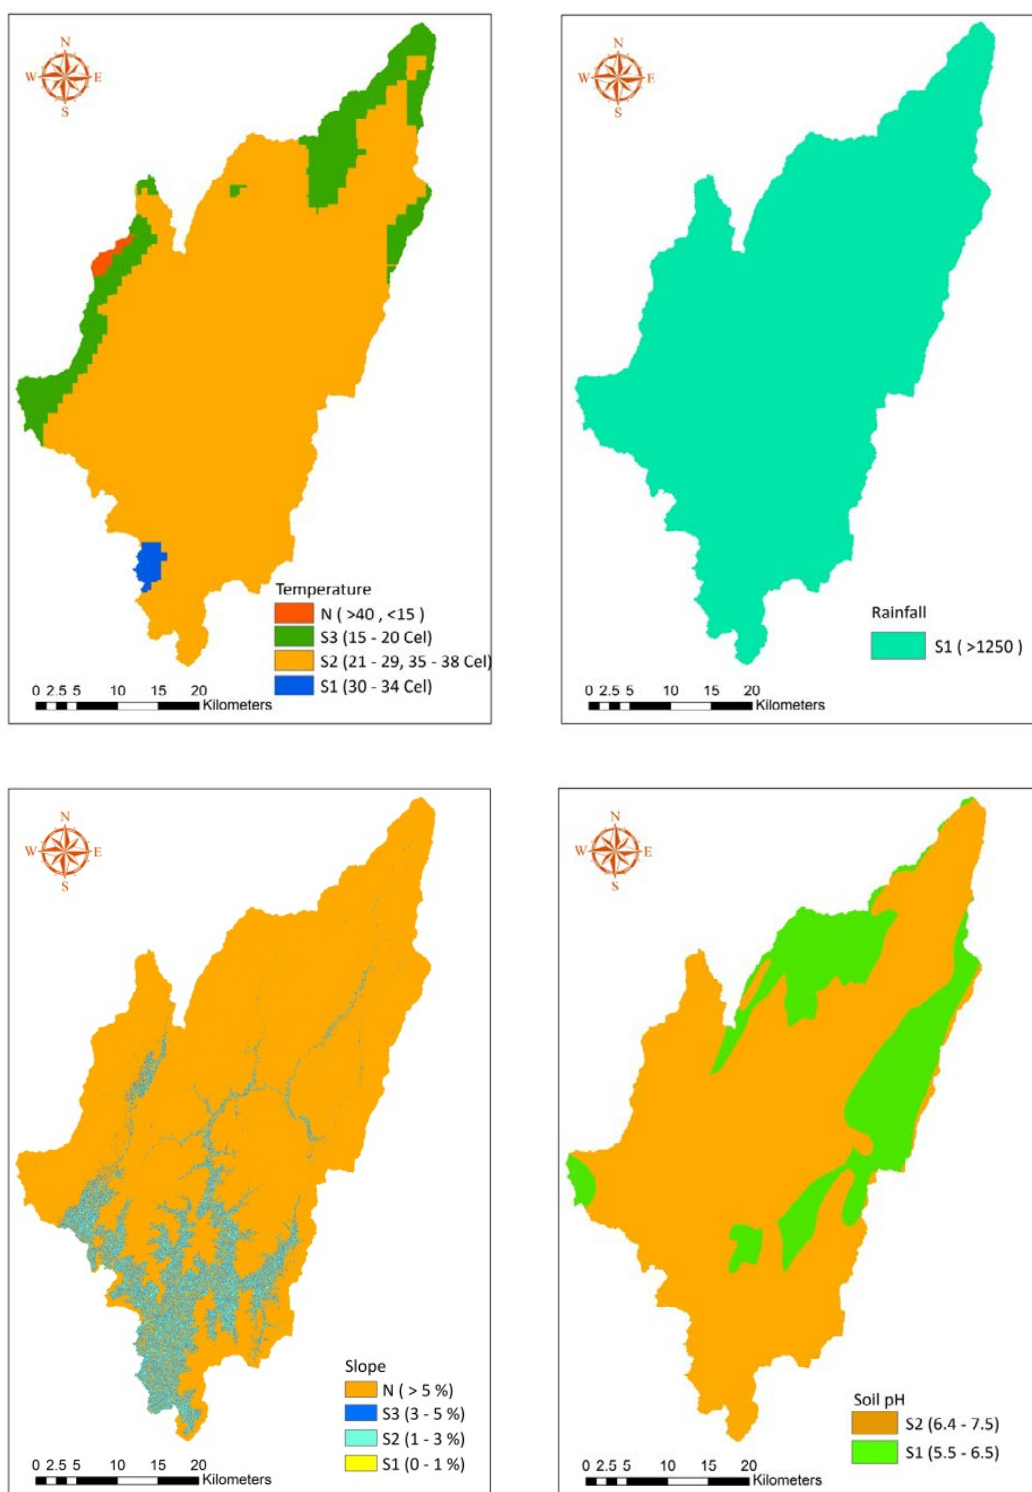 N
W E
S
Temperature
N ( >40 , <15 )
S3 (15 - 20 Cel)
S2 (21 - 29, 35 - 38 Cel)
S1 (30 - 34 Cel)
0 2.5 5 10 15 20
Kilometers
N
W E
S
Rainfall
S1 ( >1250 )
0 2.5 5 10 15 20
Kilometers
N
W E
S
Slope
N ( > 5 %)
S3 (3 - 5 %)
S2 (1 - 3 %)
S1 (0 - 1 %)
0 2.5 5 10 15 20
Kilometers
N
W E
S
Soil pH
S2 (6.4 - 7.5)
S1 (5.5 - 6.5)
0 2.5 5 10 15 20
Kilometers